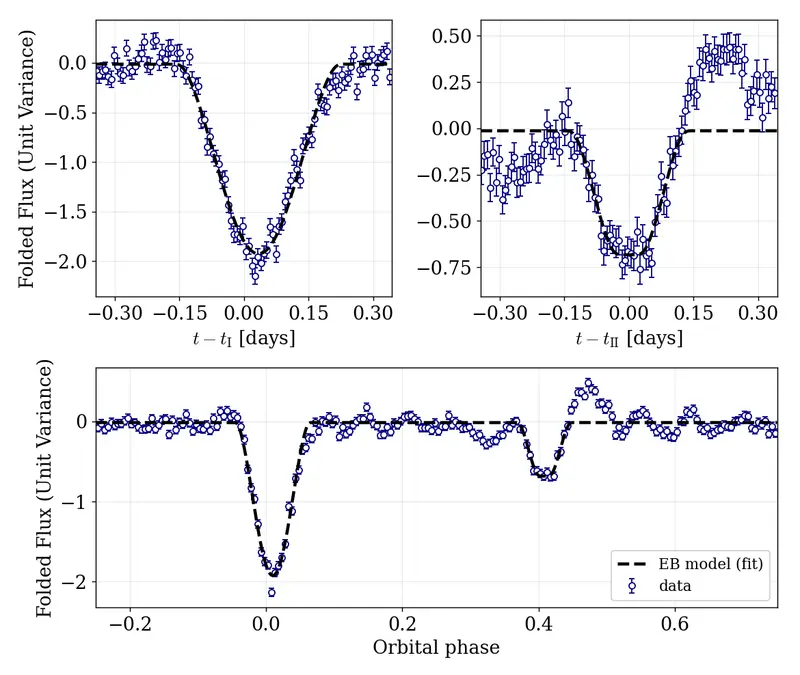 Folded Flux (Unit Variance)
0.0
−0.5
−1.0
−1.5
−2.0
−0.30 −0.15 0.00 0.15 0.30
t − tI [days]
0.50
0.25
0.00
−0.25
−0.50
−0.75
−0.30 −0.15 0.00 0.15 0.30
t − tII [days]
Folded Flux (Unit Variance)
0
−1
−2
−0.2 0.0 0.2 0.4 0.6
Orbital phase
EB model (fit)
data